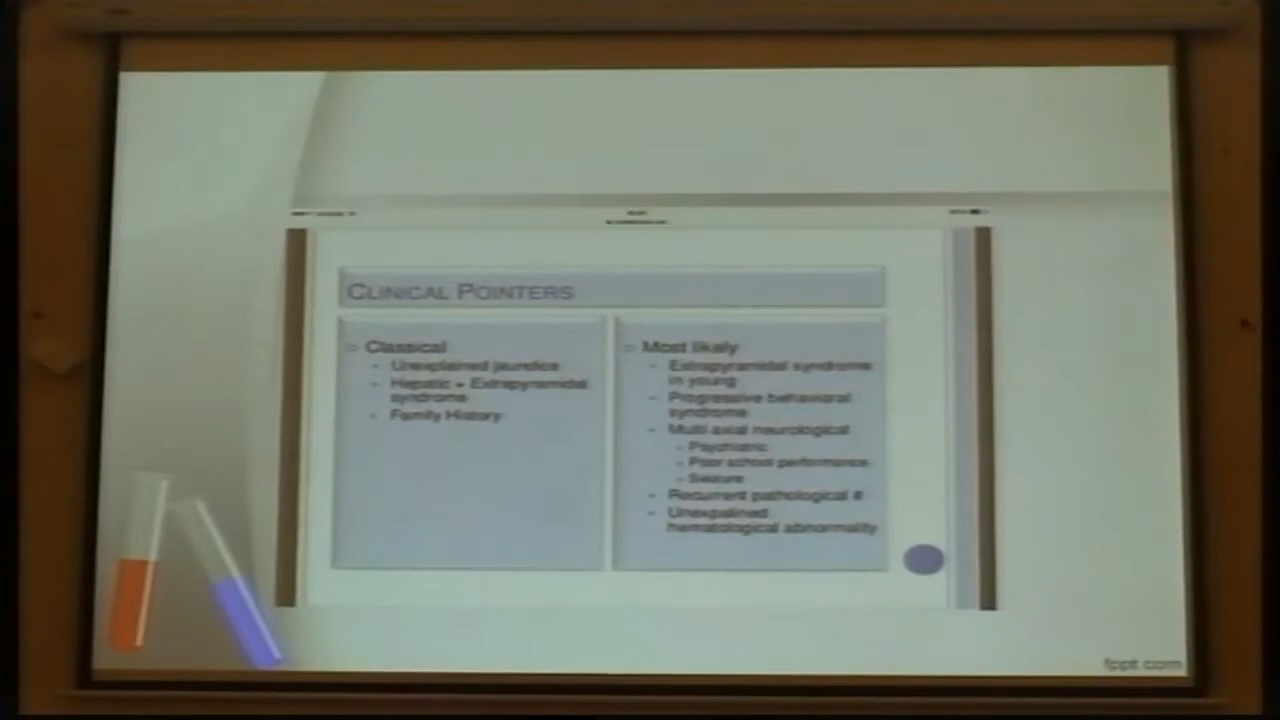 CLINICAL POINTERS
Classical
Unexplained jaundice
Hepatic + Extrapyramidal
syndrome
Family History
Most likely
Extrapyramidal syndrome
in young
Progressive behavioral
syndrome
Multi axial neurological
Psychiatric
Poor school performance
Seizure
Recurrent pathological #
Unexpalined
hematological abnormality
fppt.com